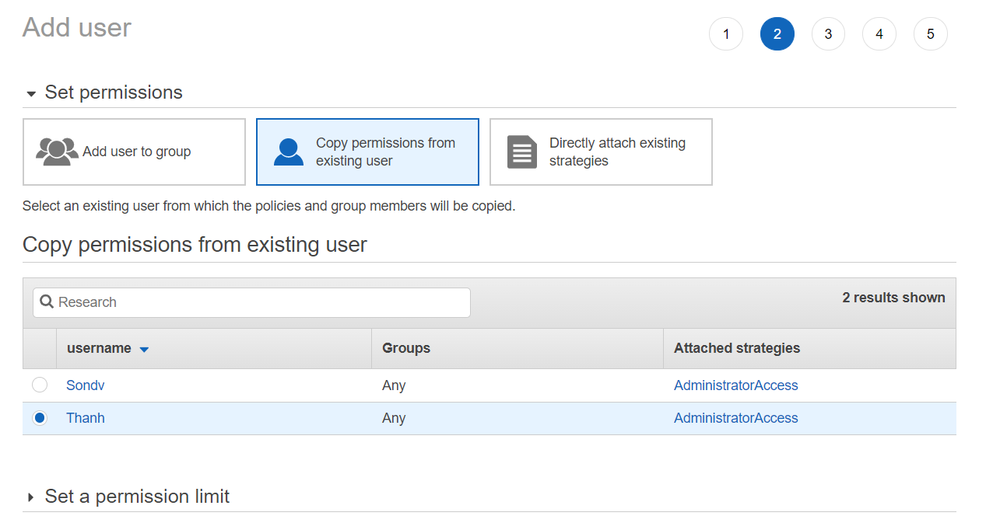 Add user
1 2 3 4 5
Set permissions
Add user to group
Copy permissions from
existing user
Directly attach existing
strategies
Select an existing user from which the policies and group members will be copied.
Copy permissions from existing user
Research
2 results shown
username Groups Attached strategies
Sondv Any AdministratorAccess
Thanh Any AdministratorAccess
Set a permission limit